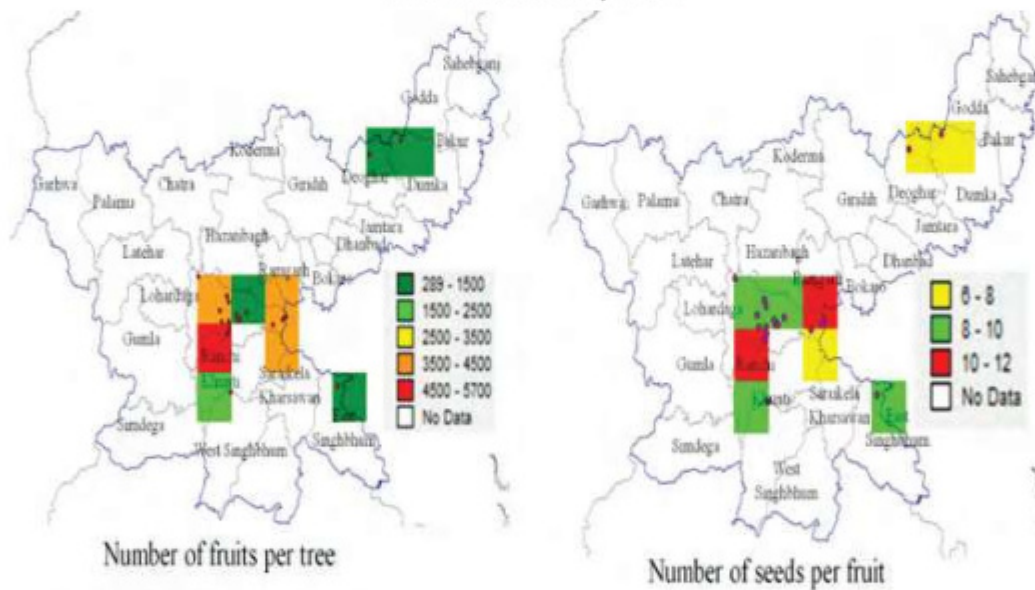 Sahebganj
Godda
Pakur
Koderma
Deoghar
Dumka
Giridih
Garhwa
Palamu
Chatra
Jamtara
Dhanbad
Hazaribagh
Latehar
Ramgarh
Bokaro
Lohardaga
Gumla
Ranchi
Khunti
Saraikela
Kharsawan
East
Simdega
Singhbhum
West Singhbhum
289 - 1500
1500 - 2500
2500 - 3500
3500 - 4500
4500 - 5700
No Data
Number of fruits per tree
Sahebganj
Godda
Pakur
Koderma
Deoghar
Dumka
Giridih
Garhwa
Palamu
Chatra
Jamtara
Dhanbad
Hazaribagh
Latehar
Ramgarh
Bokaro
Lohardaga
Gumla
Ranchi
Khunti
Saraikela
Kharsawan
East
Singhbhum
Simdega
West
Singhbhum
6 - 8
8 - 10
10 - 12
No Data
Number of seeds per fruit